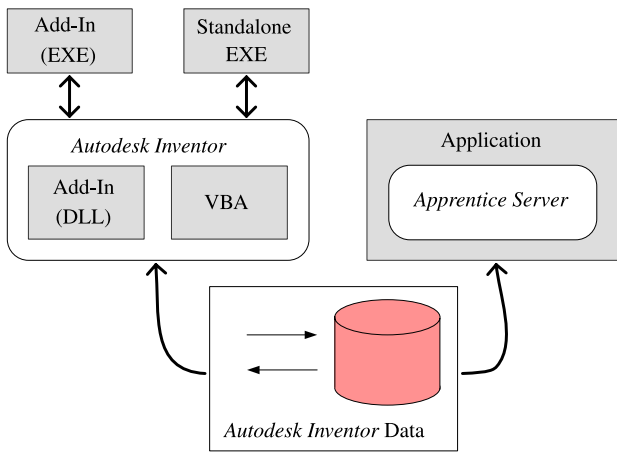 Add-In
(EXE)
Standalone
EXE
Autodesk Inventor
Add-In
(DLL)
VBA
Application
Apprentice Server
Autodesk Inventor Data